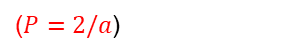 (P = 2/a)